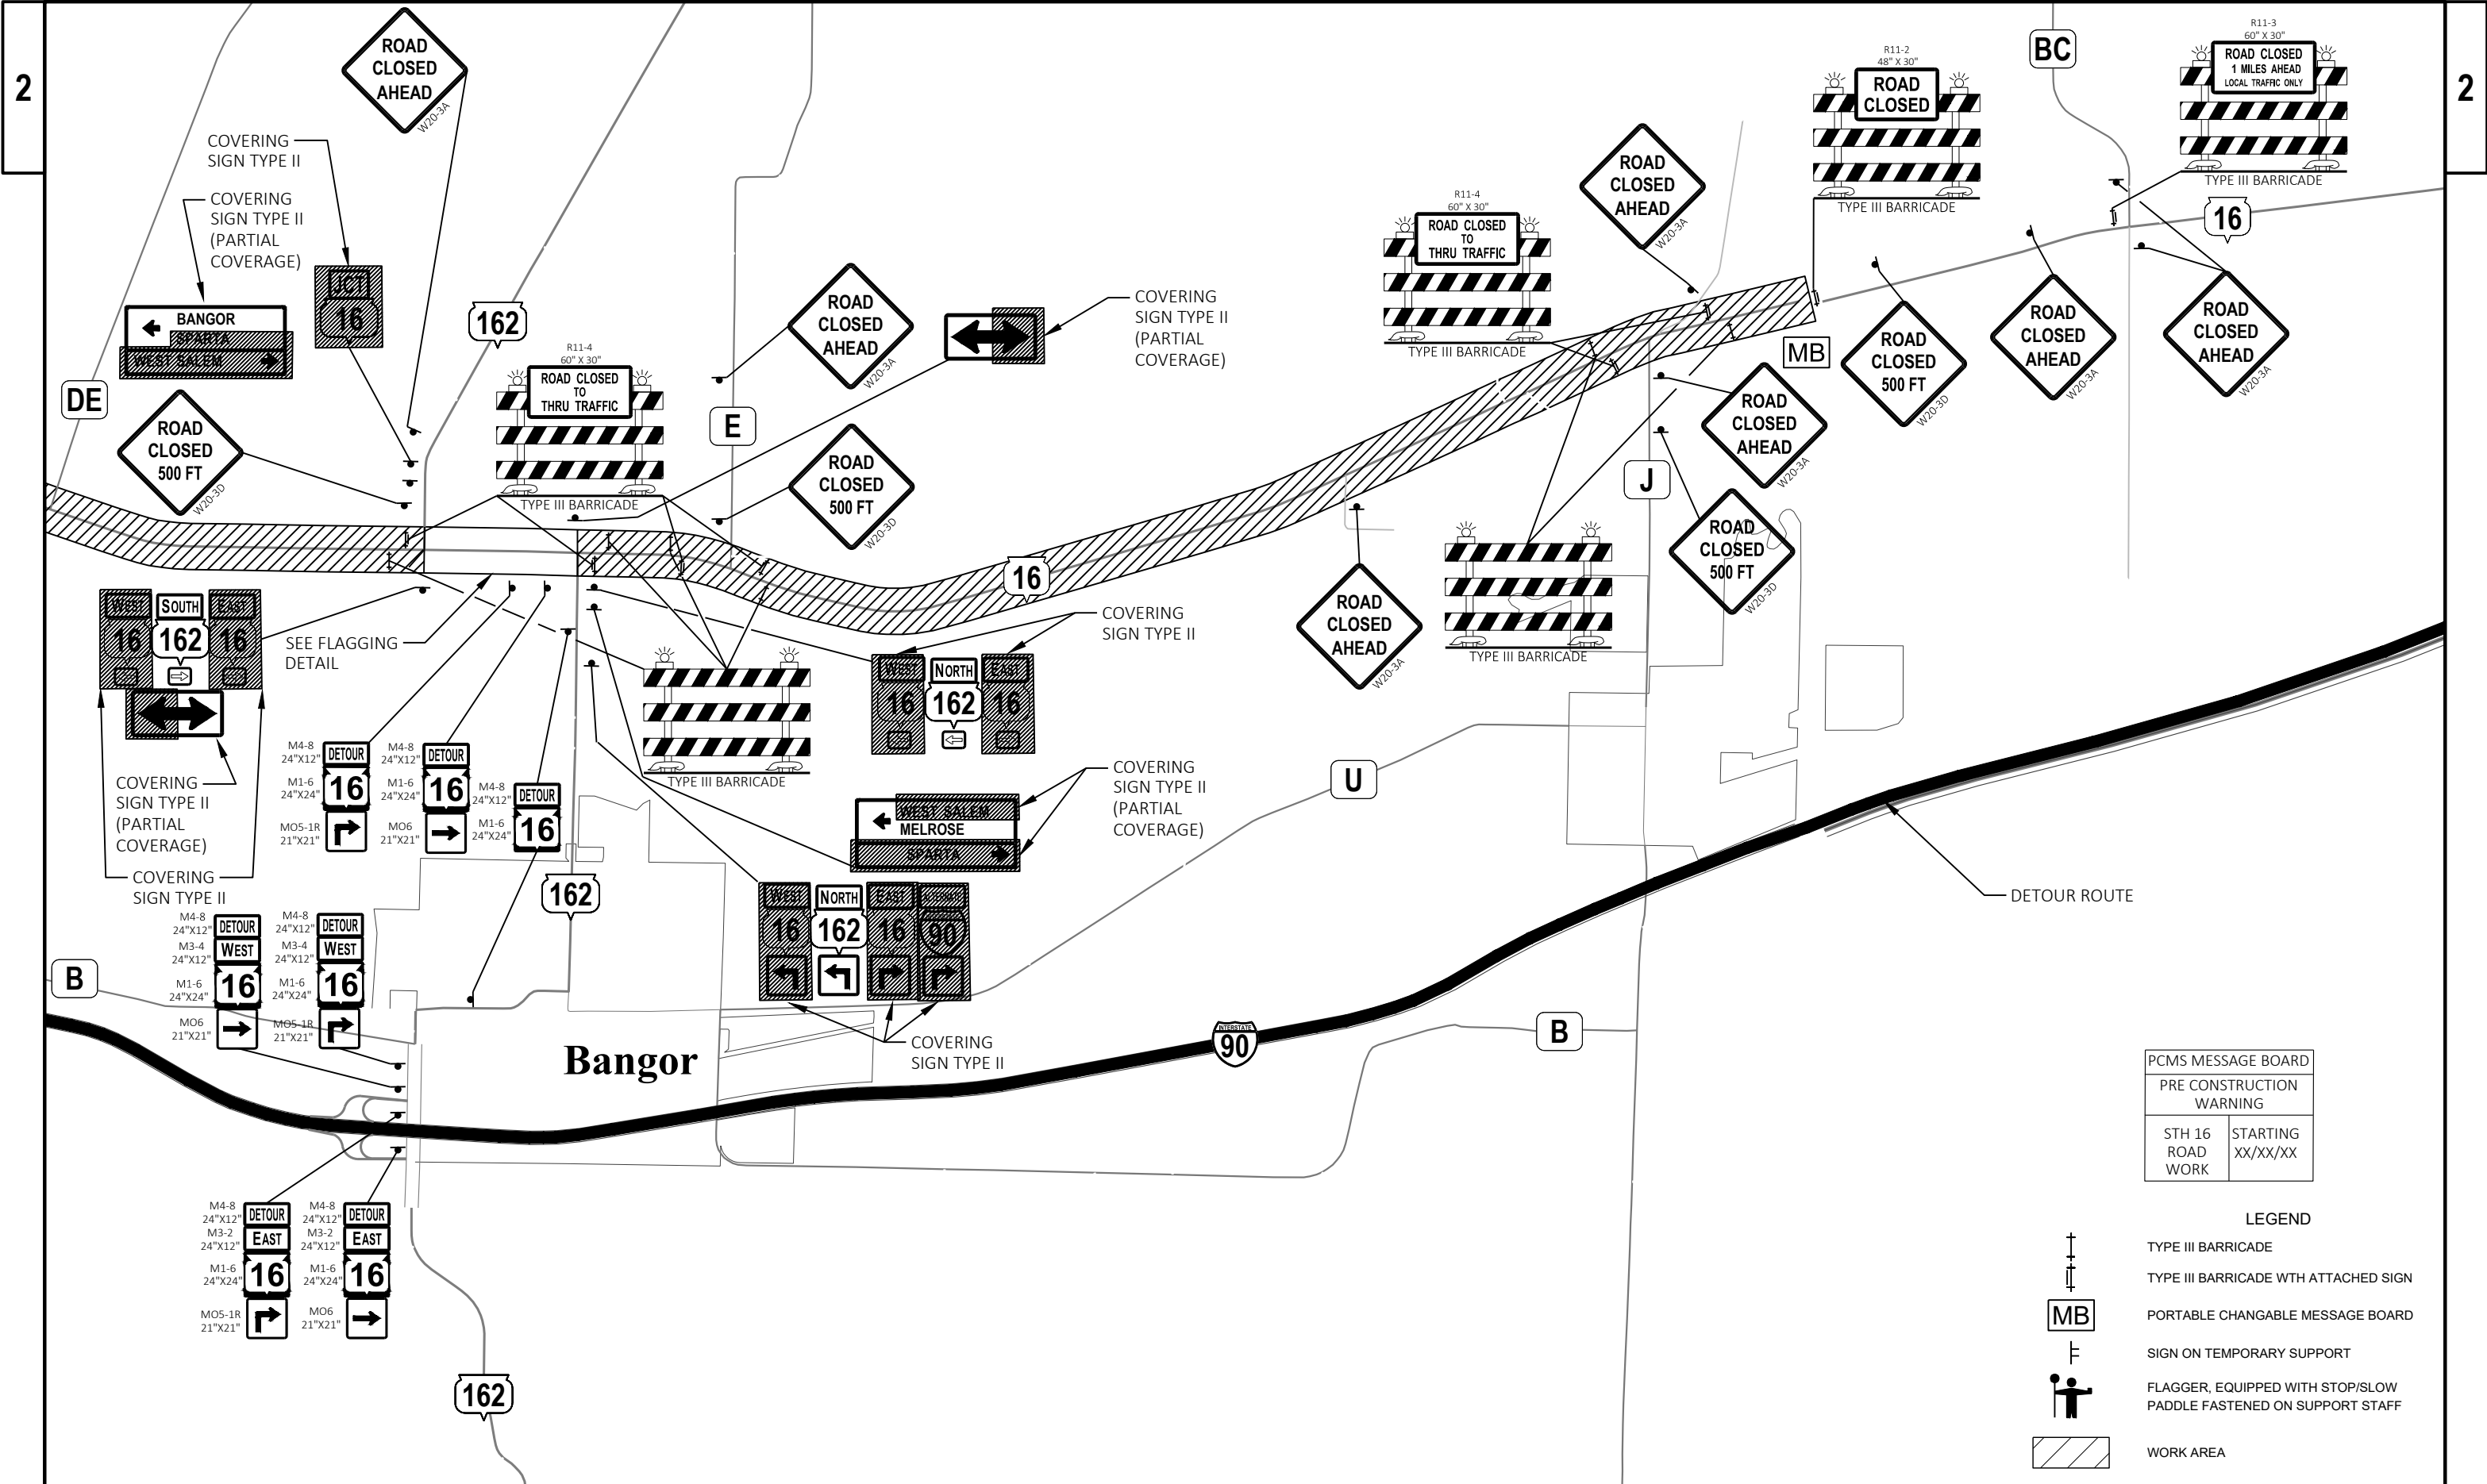 2
2
ROAD
CLOSED
AHEAD
W20-3A
COVERING
SIGN TYPE II
COVERING
SIGN TYPE II
(PARTIAL
COVERAGE)
JCT
16
BANGOR
SPARTA
WEST SALEM
DE
ROAD
CLOSED
500 FT
W20-3D
162
R11-4
60" X 30"
ROAD CLOSED
TO
THRU TRAFFIC
TYPE III BARRICADE
E
ROAD
CLOSED
AHEAD
W20-3A
ROAD
CLOSED
500 FT
W20-3D
COVERING
SIGN TYPE II
(PARTIAL
COVERAGE)
R11-4
60" X 30"
ROAD CLOSED
TO
THRU TRAFFIC
TYPE III BARRICADE
ROAD
CLOSED
AHEAD
W20-3A
R11-2
48" X 30"
ROAD
CLOSED
TYPE III BARRICADE
BC
R11-3
60" X 30"
ROAD CLOSED
1 MILES AHEAD
LOCAL TRAFFIC ONLY
TYPE III BARRICADE
16
MB
ROAD
CLOSED
500 FT
W20-3D
ROAD
CLOSED
AHEAD
W20-3A
ROAD
CLOSED
AHEAD
W20-3A
ROAD
CLOSED
AHEAD
W20-3A
J
ROAD
CLOSED
500 FT
W20-3D
ROAD
CLOSED
AHEAD
W20-3A
TYPE III BARRICADE
16
WEST SOUTH EAST
16 162 16
SEE FLAGGING
DETAIL
COVERING
SIGN TYPE II
(PARTIAL
COVERAGE)
COVERING
SIGN TYPE II
TYPE III BARRICADE
COVERING
SIGN TYPE II
WEST NORTH EAST
16 162 16
COVERING
SIGN TYPE II
(PARTIAL
COVERAGE)
WEST SALEM
MELROSE
SPARTA
M4-8
24"X12"
DETOUR
M1-6
24"X24"
16
MO5-1R
21"X21"
M4-8
24"X12"
DETOUR
M1-6
24"X24"
16
MO6
21"X21"
M4-8
24"X12"
DETOUR
M1-6
24"X24"
16
162
WEST NORTH EAST
16 162 16 90
COVERING
SIGN TYPE II
U
DETOUR ROUTE
B
M4-8
24"X12"
DETOUR
M3-4
24"X12"
WEST
M1-6
24"X24"
16
MO6
21"X21"
M4-8
24"X12"
DETOUR
M3-4
24"X12"
WEST
M1-6
24"X24"
16
MO5-1R
21"X21"
Bangor
INTERSTATE
90
B
M4-8
24"X12"
DETOUR
M3-2
24"X12"
EAST
M1-6
24"X24"
16
MO5-1R
21"X21"
M4-8
24"X12"
DETOUR
M3-2
24"X12"
EAST
M1-6
24"X24"
16
MO6
21"X21"
162
PCMS MESSAGE BOARD
PRE CONSTRUCTION
WARNING
STH 16
ROAD
WORK
STARTING
XX/XX/XX
LEGEND
TYPE III BARRICADE
TYPE III BARRICADE WTH ATTACHED SIGN
MB
PORTABLE CHANGABLE MESSAGE BOARD
SIGN ON TEMPORARY SUPPORT
FLAGGER, EQUIPPED WITH STOP/SLOW
PADDLE FASTENED ON SUPPORT STAFF
WORK AREA